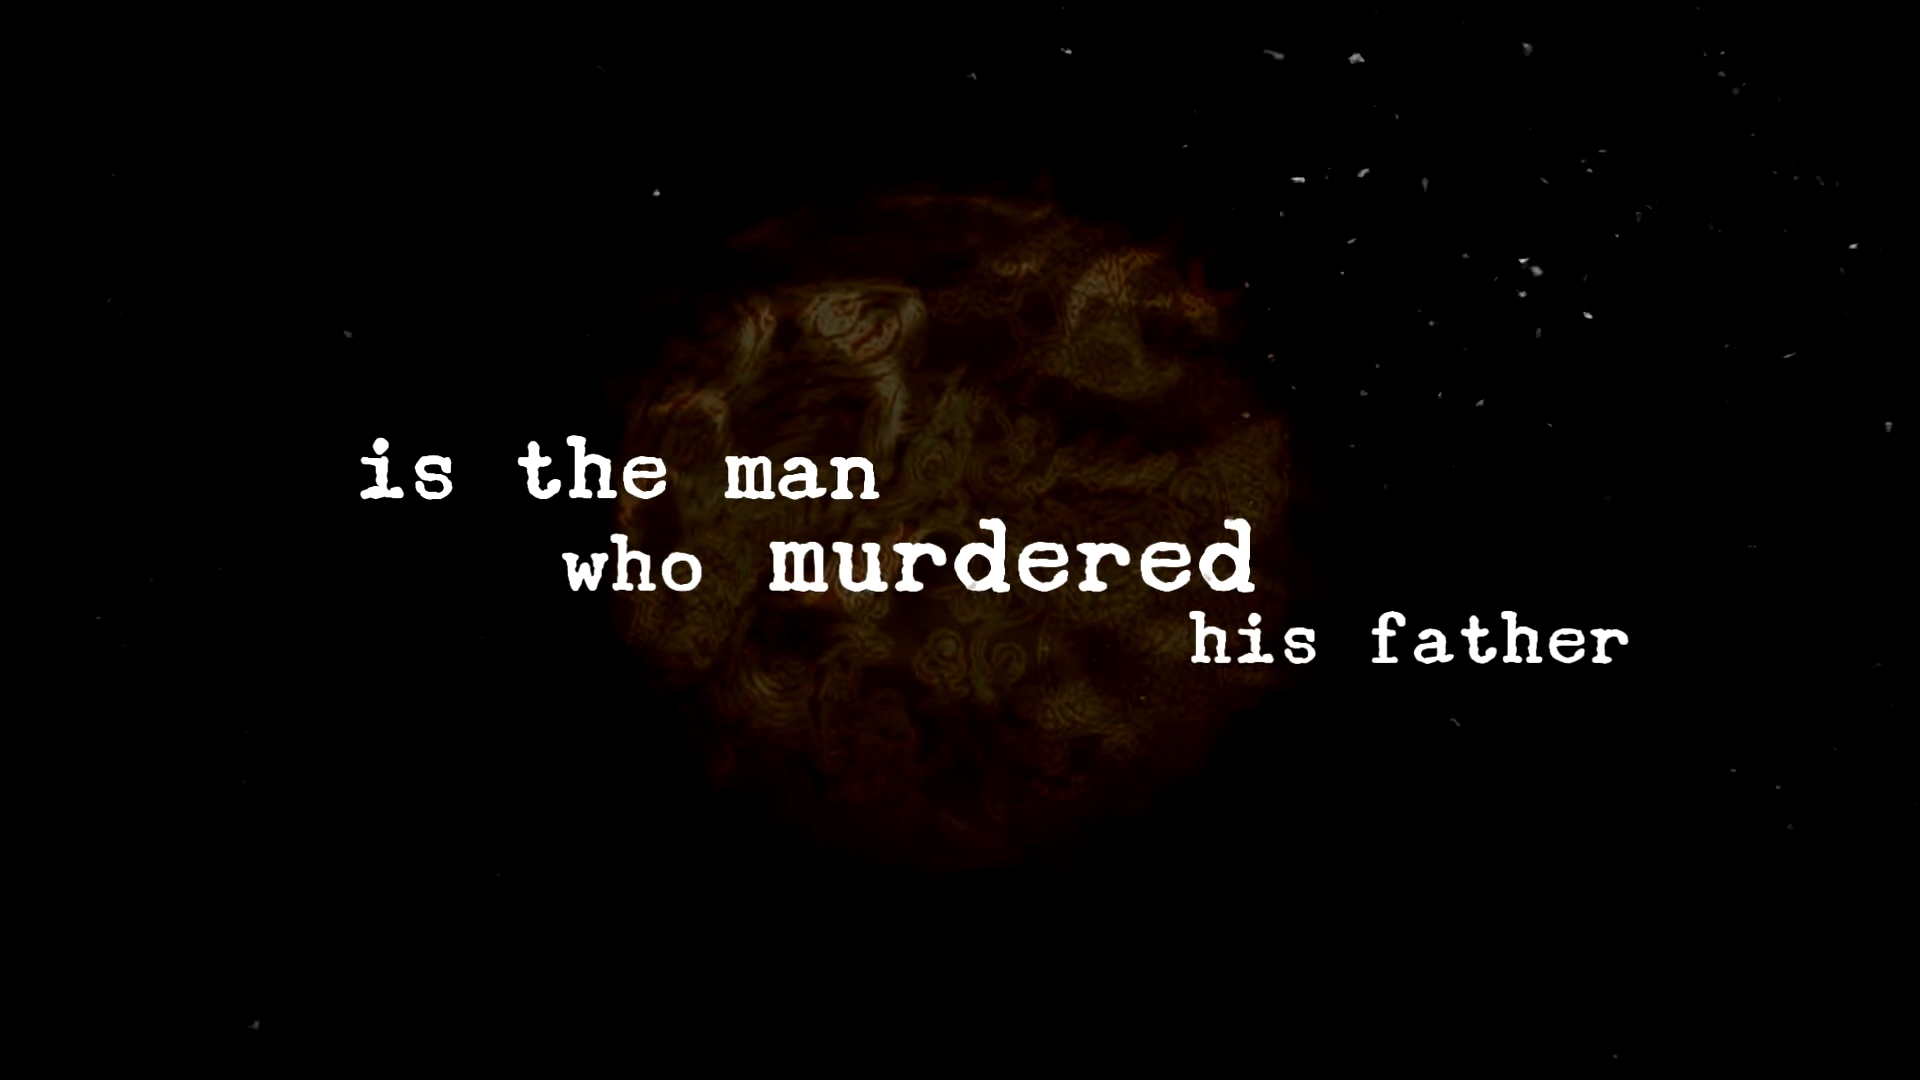 is the man
who murdered
his father